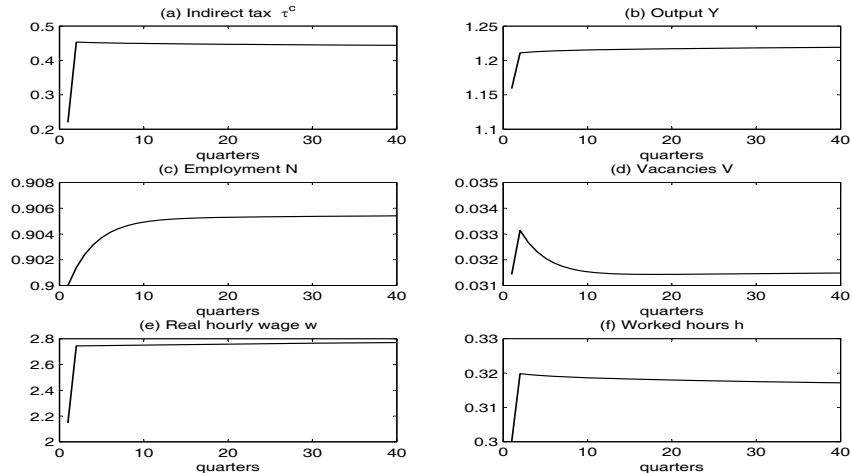 (a) Indirect tax τ^c
0.5
0.4
0.3
0.2
0 10 20 30 40
quarters
(b) Output Y
1.25
1.2
1.15
1.1
0 10 20 30 40
quarters
(c) Employment N
0.908
0.906
0.904
0.902
0.9
0 10 20 30 40
quarters
(d) Vacancies V
0.035
0.034
0.033
0.032
0.031
0 10 20 30 40
quarters
(e) Real hourly wage w
2.8
2.6
2.4
2.2
2
0 10 20 30 40
quarters
(f) Worked hours h
0.33
0.32
0.31
0.3
0 10 20 30 40
quarters